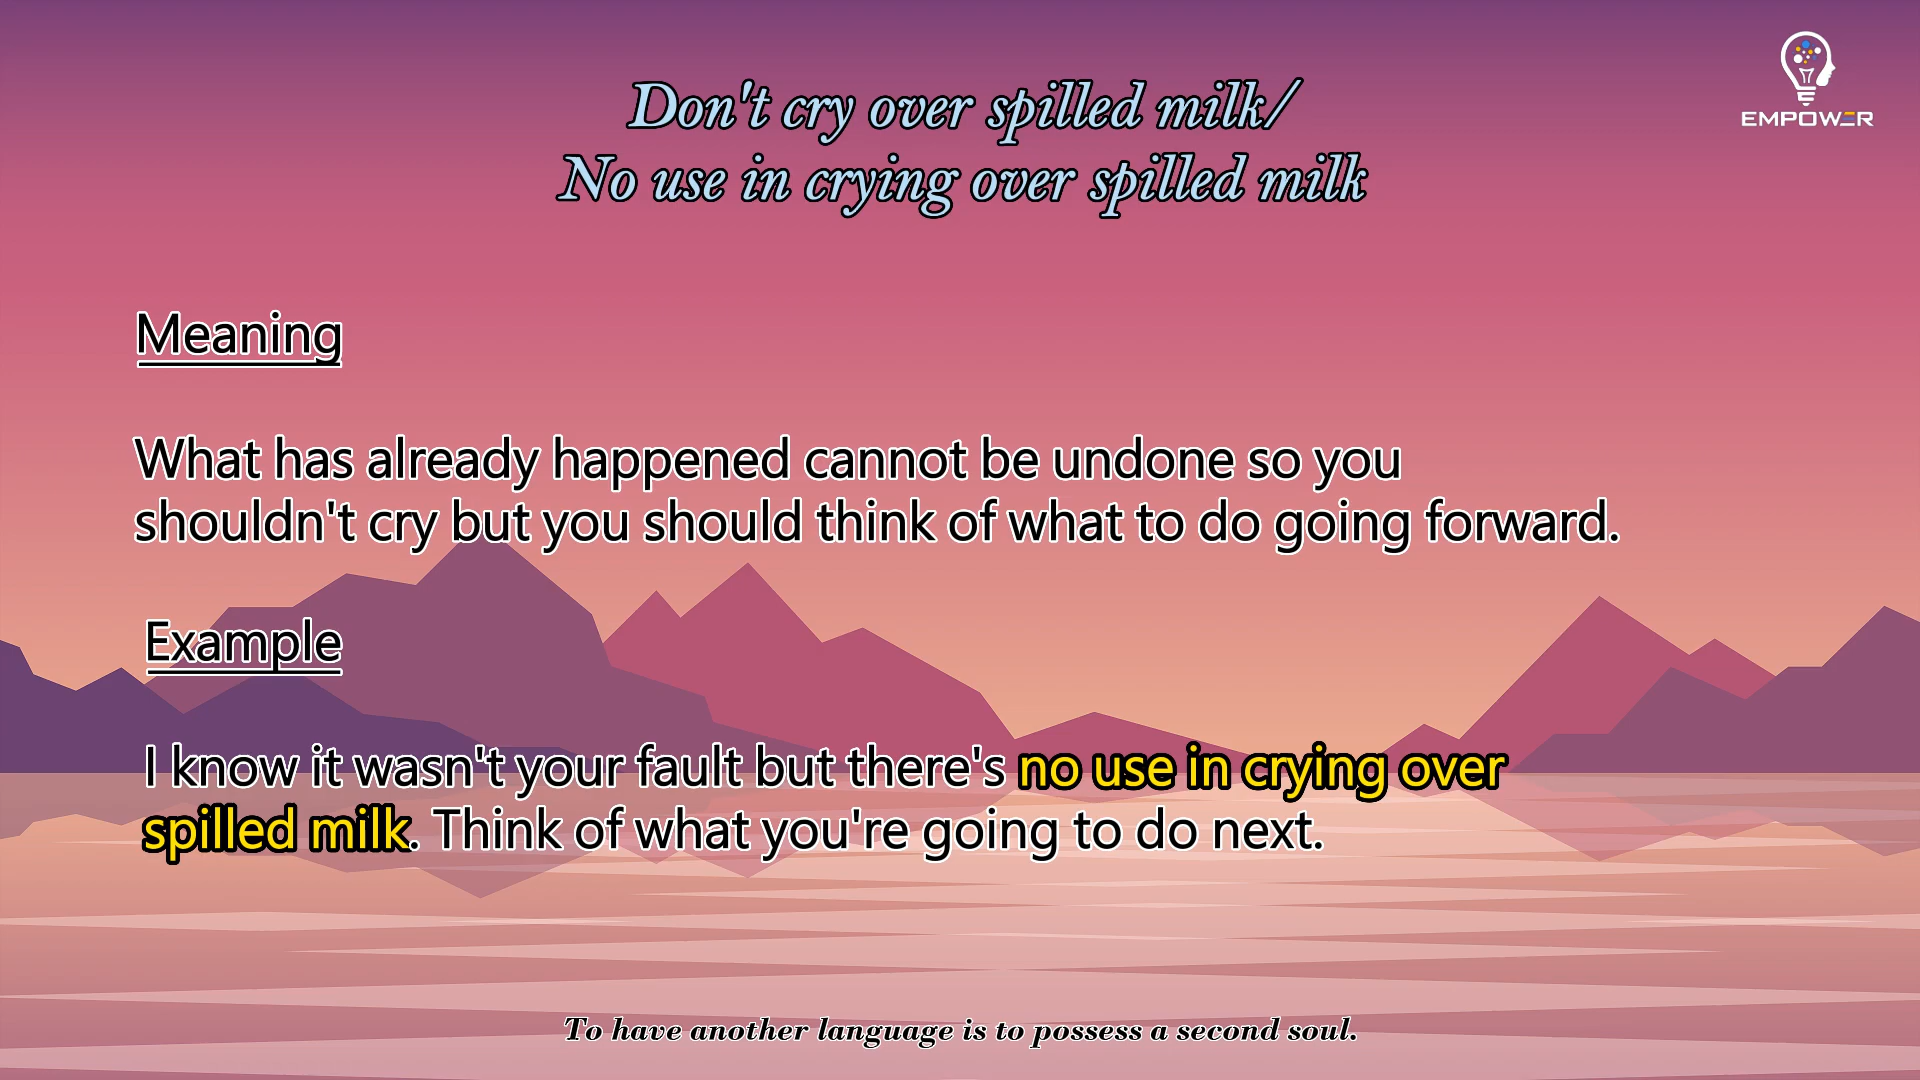 EMPOWER
Don't cry over spilled milk/
No use in crying over spilled milk
Meaning
What has already happened cannot be undone so you
shouldn't cry but you should think of what to do going forward.
Example
I know it wasn't your fault but there's no use in crying over
spilled milk. Think of what you're going to do next.
To have another language is to possess a second soul.